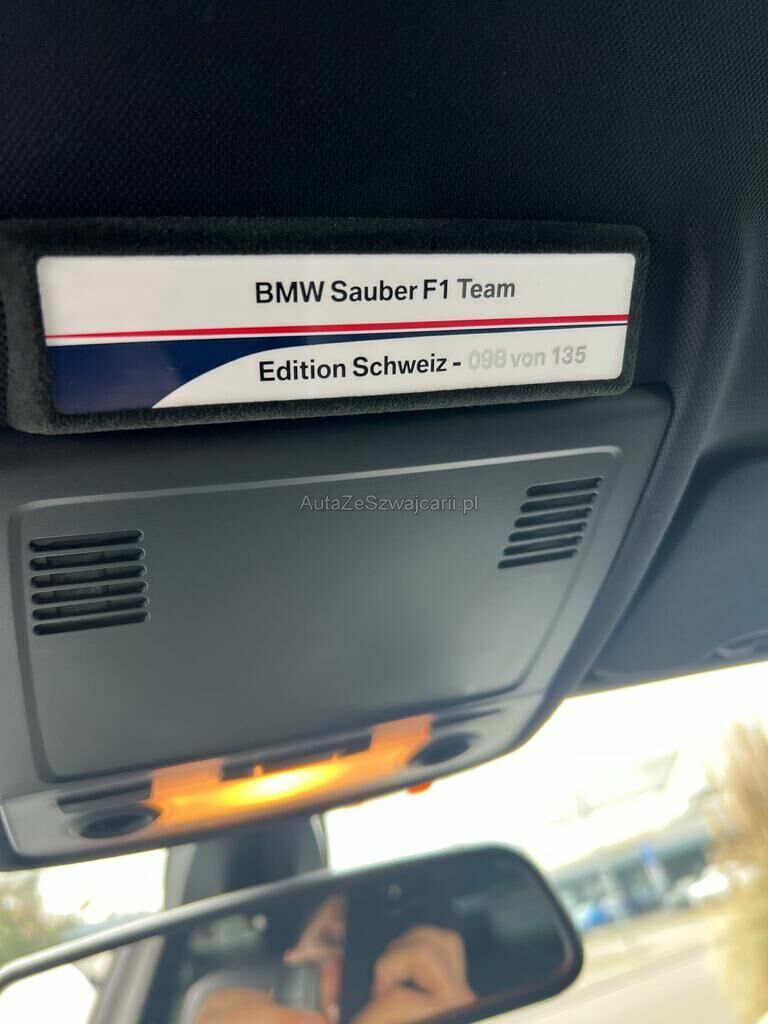 BMW Sauber F1 Team
Edition Schweiz - 098 von 135
AutaZeSzwajcarii.pl